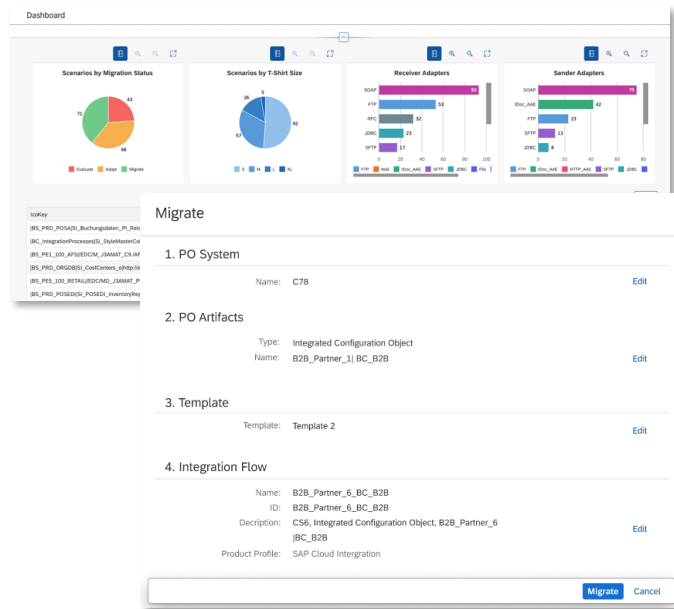 Dashboard
Scenarios by Migration Status
43
71
66
Evaluate Adapt Migrate
Scenarios by T-Shirt Size
5
26
57
92
S M L XL
Receiver Adapters
SOAP 93
FTP 53
RFC 32
JDBC 23
SFTP 17
0 20 40 60 80 100
FTP Mail IDoc_AAE SFTP JDBC File
Sender Adapters
SOAP 75
IDoc_AAE 42
FTP 23
SFTP 13
JDBC 8
0 20 40 60 80
FTP IDoc_AAE HTTP_AAE SFTP JDBC
IcoKey
|BS_PRD_POSA|SI_Buchungsdaten_PI_Rela
|BC_IntegrationProcesses|SI_StyleMasterCo
|BS_PE1_100_AFS|/EDC/M_J3AMAT_C9./AF
|BS_PRD_ORGDB|SI_CostCenters_o|http://e
|BS_PE5_100_RETAIL|/EDC/MD_J3AMAT_P
|BS_PRD_POSEDI|SI_POSEDI_InventoryRep
Migrate
1. PO System
Name: C78 Edit
2. PO Artifacts
Type: Integrated Configuration Object
Name: B2B_Partner_1| BC_B2B Edit
3. Template
Template: Template 2 Edit
4. Integration Flow
Name: B2B_Partner_6_BC_B2B
ID: B2B_Partner_6_BC_B2B
Decription: CS6, Integrated Configuration Object, B2B_Partner_6
|BC_B2B Edit
Product Profile: SAP Cloud Intergration
Migrate Cancel